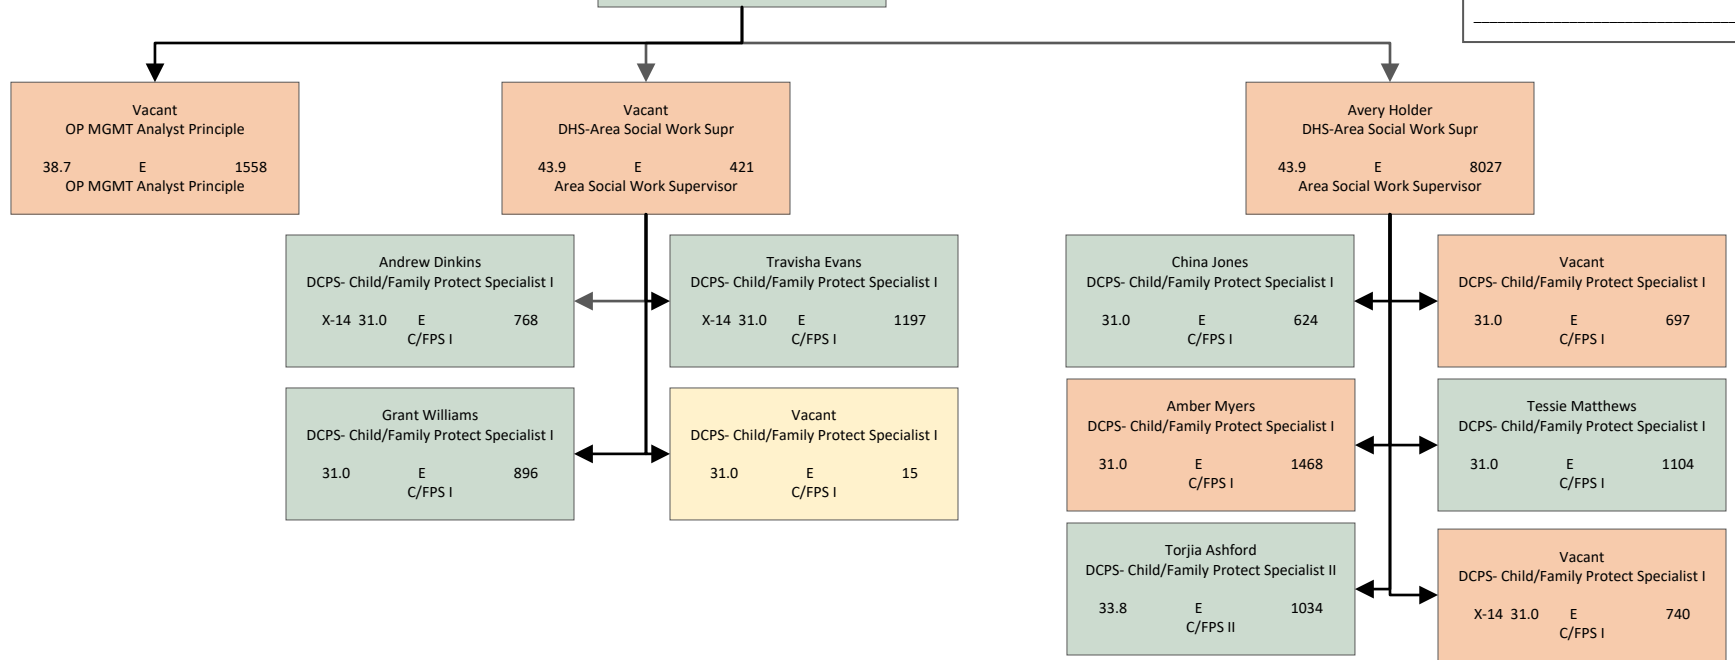 Vacant
OP MGMT Analyst Principle
38.7 E 1558
OP MGMT Analyst Principle
Vacant
DHS-Area Social Work Supr
43.9 E 421
Area Social Work Supervisor
Avery Holder
DHS-Area Social Work Supr
43.9 E 8027
Area Social Work Supervisor
Andrew Dinkins
DCPS- Child/Family Protect Specialist I
X-14 31.0 E 768
C/FPS I
Travisha Evans
DCPS- Child/Family Protect Specialist I
X-14 31.0 E 1197
C/FPS I
Grant Williams
DCPS- Child/Family Protect Specialist I
31.0 E 896
C/FPS I
Vacant
DCPS- Child/Family Protect Specialist I
31.0 E 15
C/FPS I
China Jones
DCPS- Child/Family Protect Specialist I
31.0 E 624
C/FPS I
Vacant
DCPS- Child/Family Protect Specialist I
31.0 E 697
C/FPS I
Amber Myers
DCPS- Child/Family Protect Specialist I
31.0 E 1468
C/FPS I
Tessie Matthews
DCPS- Child/Family Protect Specialist I
31.0 E 1104
C/FPS I
Torjia Ashford
DCPS- Child/Family Protect Specialist II
33.8 E 1034
C/FPS II
Vacant
DCPS- Child/Family Protect Specialist I
X-14 31.0 E 740
C/FPS I